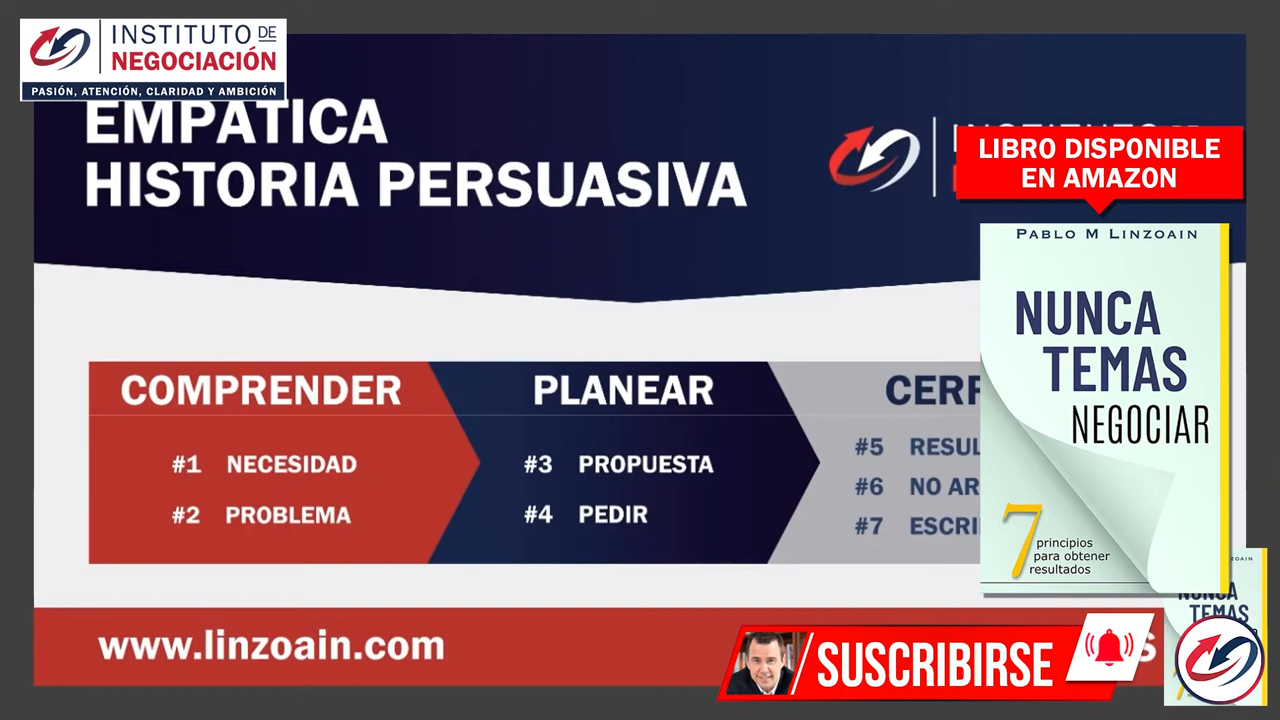 INSTITUTO DE
NEGOCIACIÓN
PASIÓN, ATENCIÓN, CLARIDAD Y AMBICIÓN
EMPÁTICA
HISTORIA PERSUASIVA
LIBRO DISPONIBLE
EN AMAZON
PABLO M LINZOAIN
NUNCA
TEMAS
NEGOCIAR
7 principios
para obtener
resultados
COMPRENDER
#1 NECESIDAD
#2 PROBLEMA
PLANEAR
#3 PROPUESTA
#4 PEDIR
#5
#6 NO
#7
www.linzoain.com
SUSCRIBIRSE
TEMAS